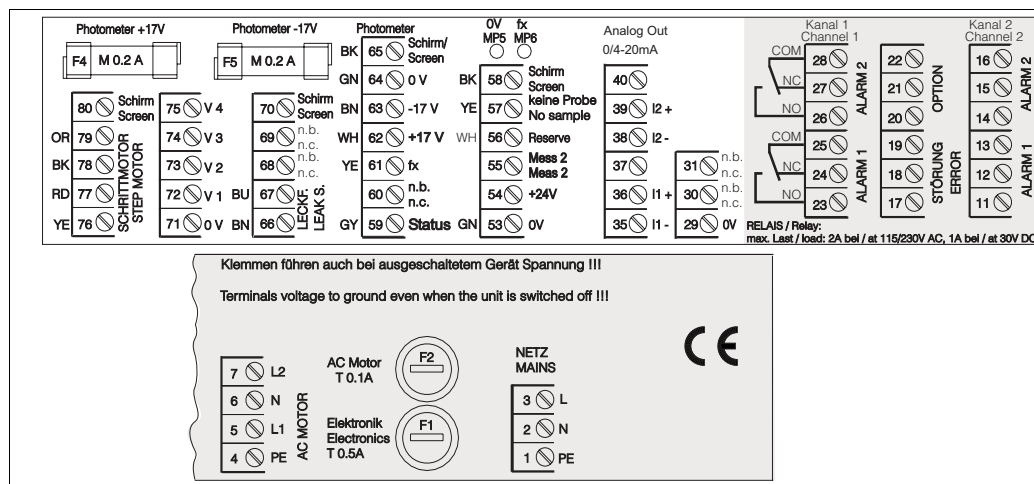 Photometer +17V
F4 M 0.2 A
Photometer -17V
F5 M 0.2 A
80 Schirm Screen
OR 79
BK 78
RD 77
YE 76
SCHRITTMOTOR
STEP MOTOR
75 V 4
74 V 3
73 V 2
72 V 1
71 0 V
70 Schirm Screen
69 n.b. n.c.
68 n.b. n.c.
BU 67
BN 66
LECKF.
LEAK S.
Photometer
BK 65 Schirm/ Screen
GN 64 0 V
BN 63 -17 V
WH 62 +17 V
YE 61 fx
60 n.b. n.c.
GY 59 Status
0V fx
MP5 MP6
BK 58 Schirm Screen
YE 57 keine Probe No sample
WH 56 Reserve
55 Mess 2 Meas 2
54 +24V
GN 53 0V
Analog Out
0/4-20mA
40
39 I2 +
38 I2 -
37
36 I1 +
35 I1 -
31 n.b. n.c.
30 n.b. n.c.
29 0V
Kanal 1
Channel 1
COM 28
NC 27
NO 26
ALARM 2
COM 25
NC 24
NO 23
ALARM 1
22
21
20
OPTION
19
18
17
STÖRUNG
ERROR
Kanal 2
Channel 2
16
15
14
ALARM 2
13
12
11
ALARM 1
RELAIS / Relay:
max. Last / load: 2A bei / at 115/230V AC, 1A bei / at 30V DC
Klemmen führen auch bei ausgeschaltetem Gerät Spannung !!!
Terminals voltage to ground even when the unit is switched off !!!
7 L2
6 N
5 L1
4 PE
AC MOTOR
AC Motor
T 0.1A
F2
Elektronik
Electronics
T 0.5A
F1
NETZ
MAINS
3 L
2 N
1 PE
CE